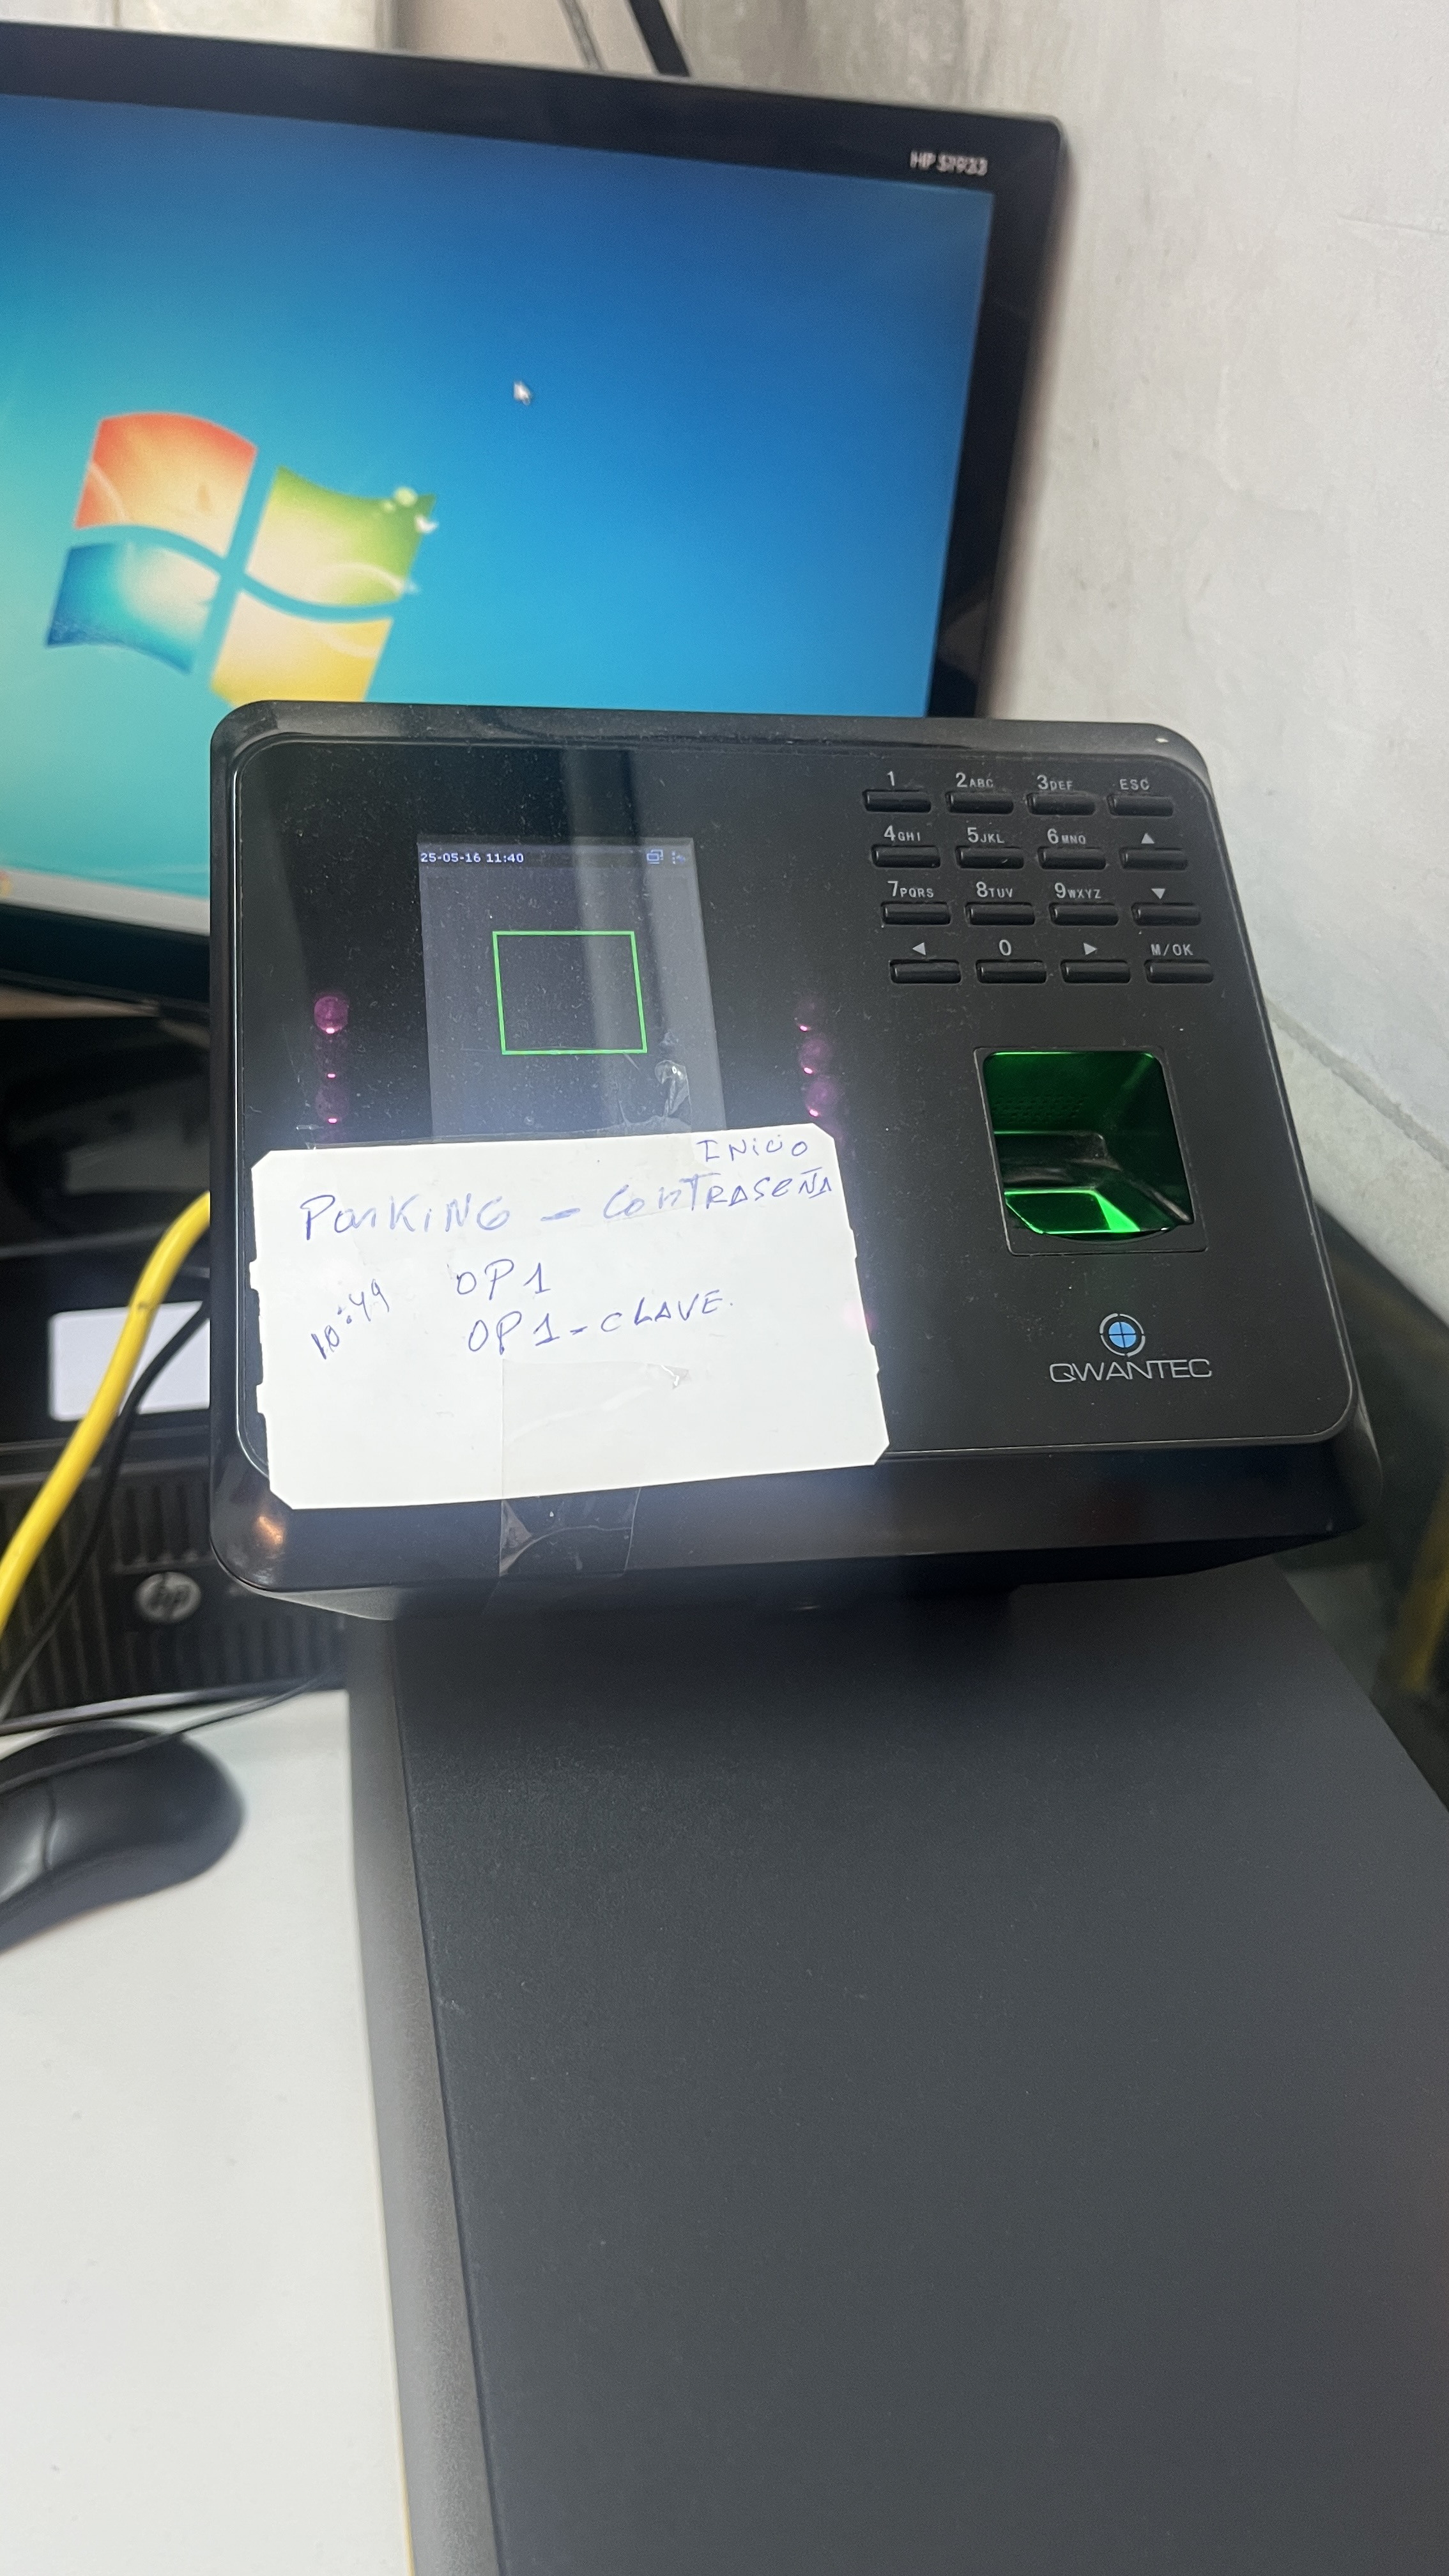 HP S1933
25-05-16 11:40
1 2ABC 3DEF ESC
4GHI 5JKL 6MNO
7PQRS 8TUV 9WXYZ
0 M/OK
INICIO
PARKING - CONTRASEÑA
10:49 OP1
OP1-CLAVE.
QWANTEC
hp